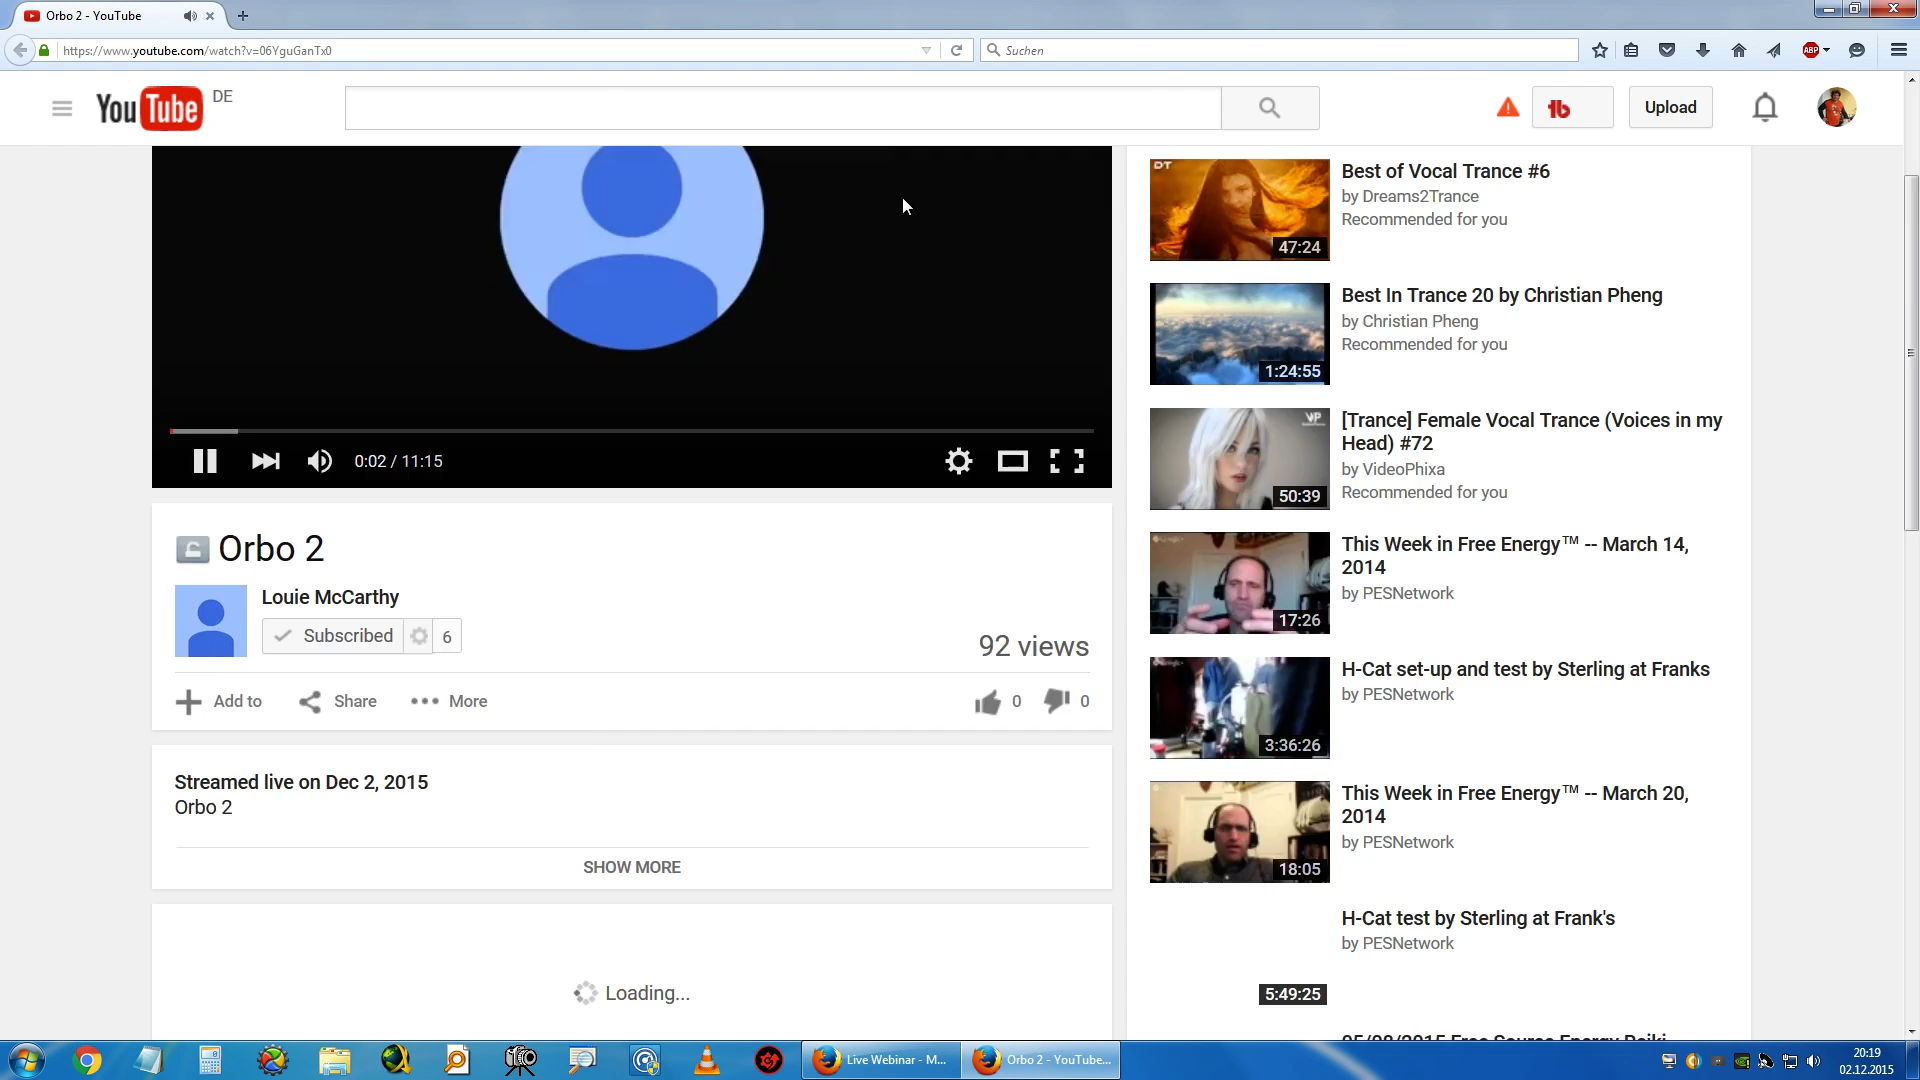 Orbo 2 - YouTube
https://www.youtube.com/watch?v=06YguGanTx0
Suchen
ABP
YouTube DE
tb
Upload
DT
Best of Vocal Trance #6
by Dreams2Trance
Recommended for you
47:24
Best In Trance 20 by Christian Pheng
by Christian Pheng
Recommended for you
1:24:55
[Trance] Female Vocal Trance (Voices in my
Head) #72
by VideoPhixa
Recommended for you
50:39
0:02 / 11:15
Orbo 2
Louie McCarthy
Subscribed
6
92 views
Add to
Share
More
0
0
Streamed live on Dec 2, 2015
Orbo 2
SHOW MORE
Loading...
This Week in Free Energy™ -- March 14,
2014
by PESNetwork
17:26
H-Cat set-up and test by Sterling at Franks
by PESNetwork
3:36:26
This Week in Free Energy™ -- March 20,
2014
by PESNetwork
18:05
H-Cat test by Sterling at Frank's
by PESNetwork
5:49:25
Live Webinar - M...
Orbo 2 - YouTube...
20:19
02.12.2015